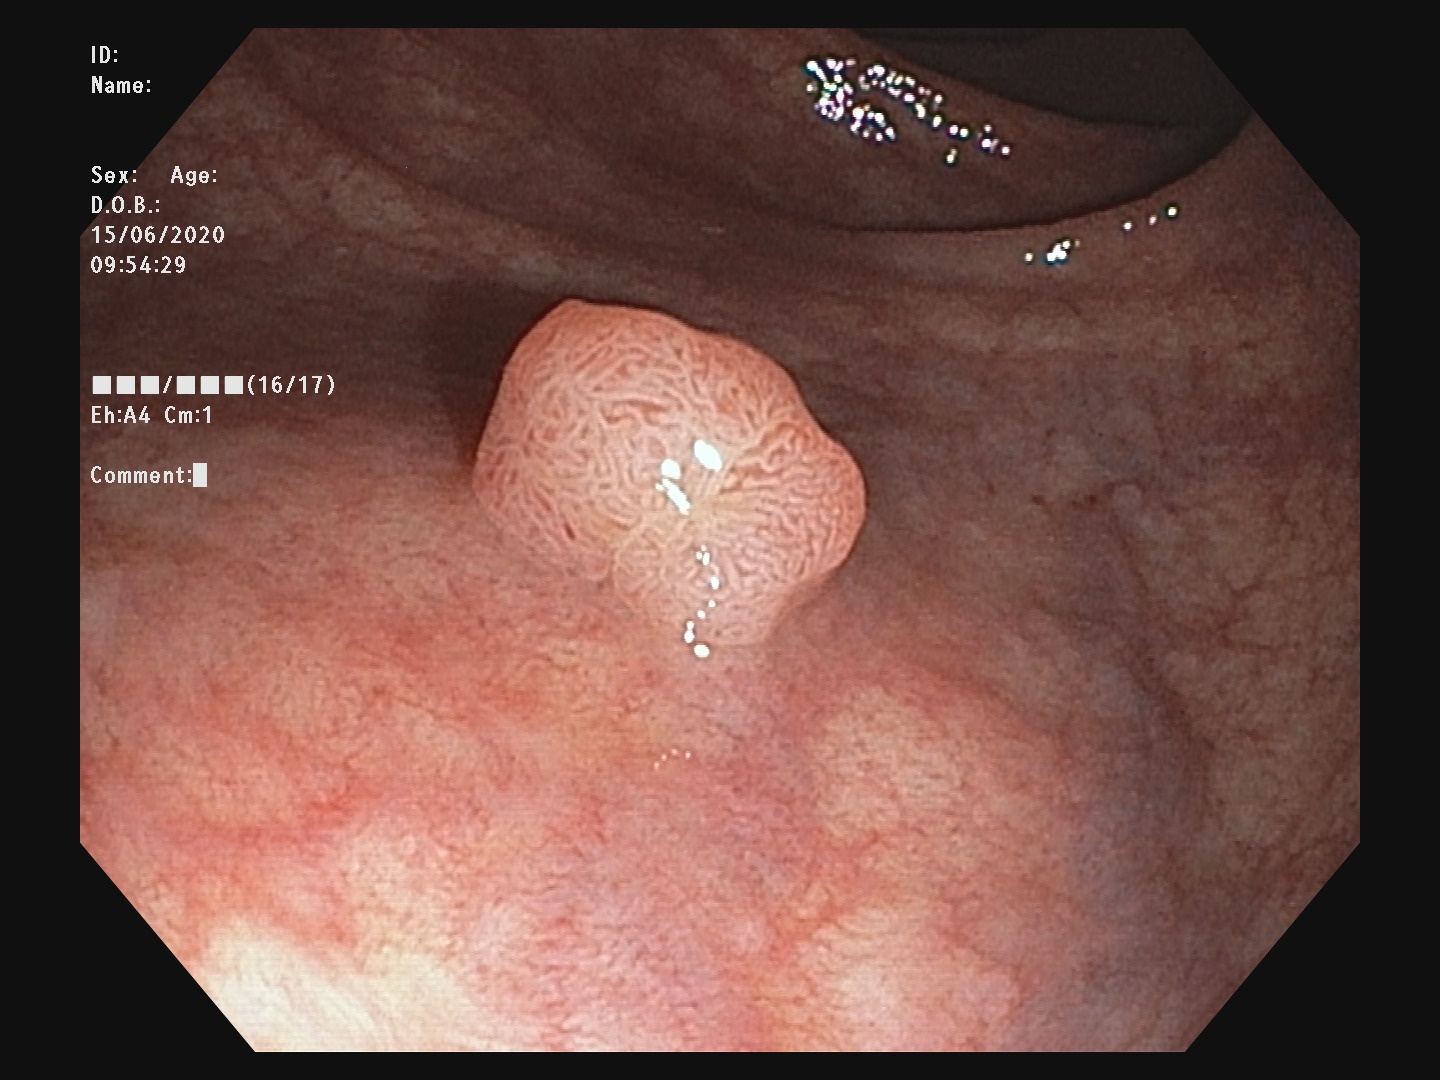 ID:
Name:
Sex: Age:
D.O.B.:
15/06/2020
09:54:29
■■■/■■■(16/17)
Eh:A4 Cm:1
Comment: